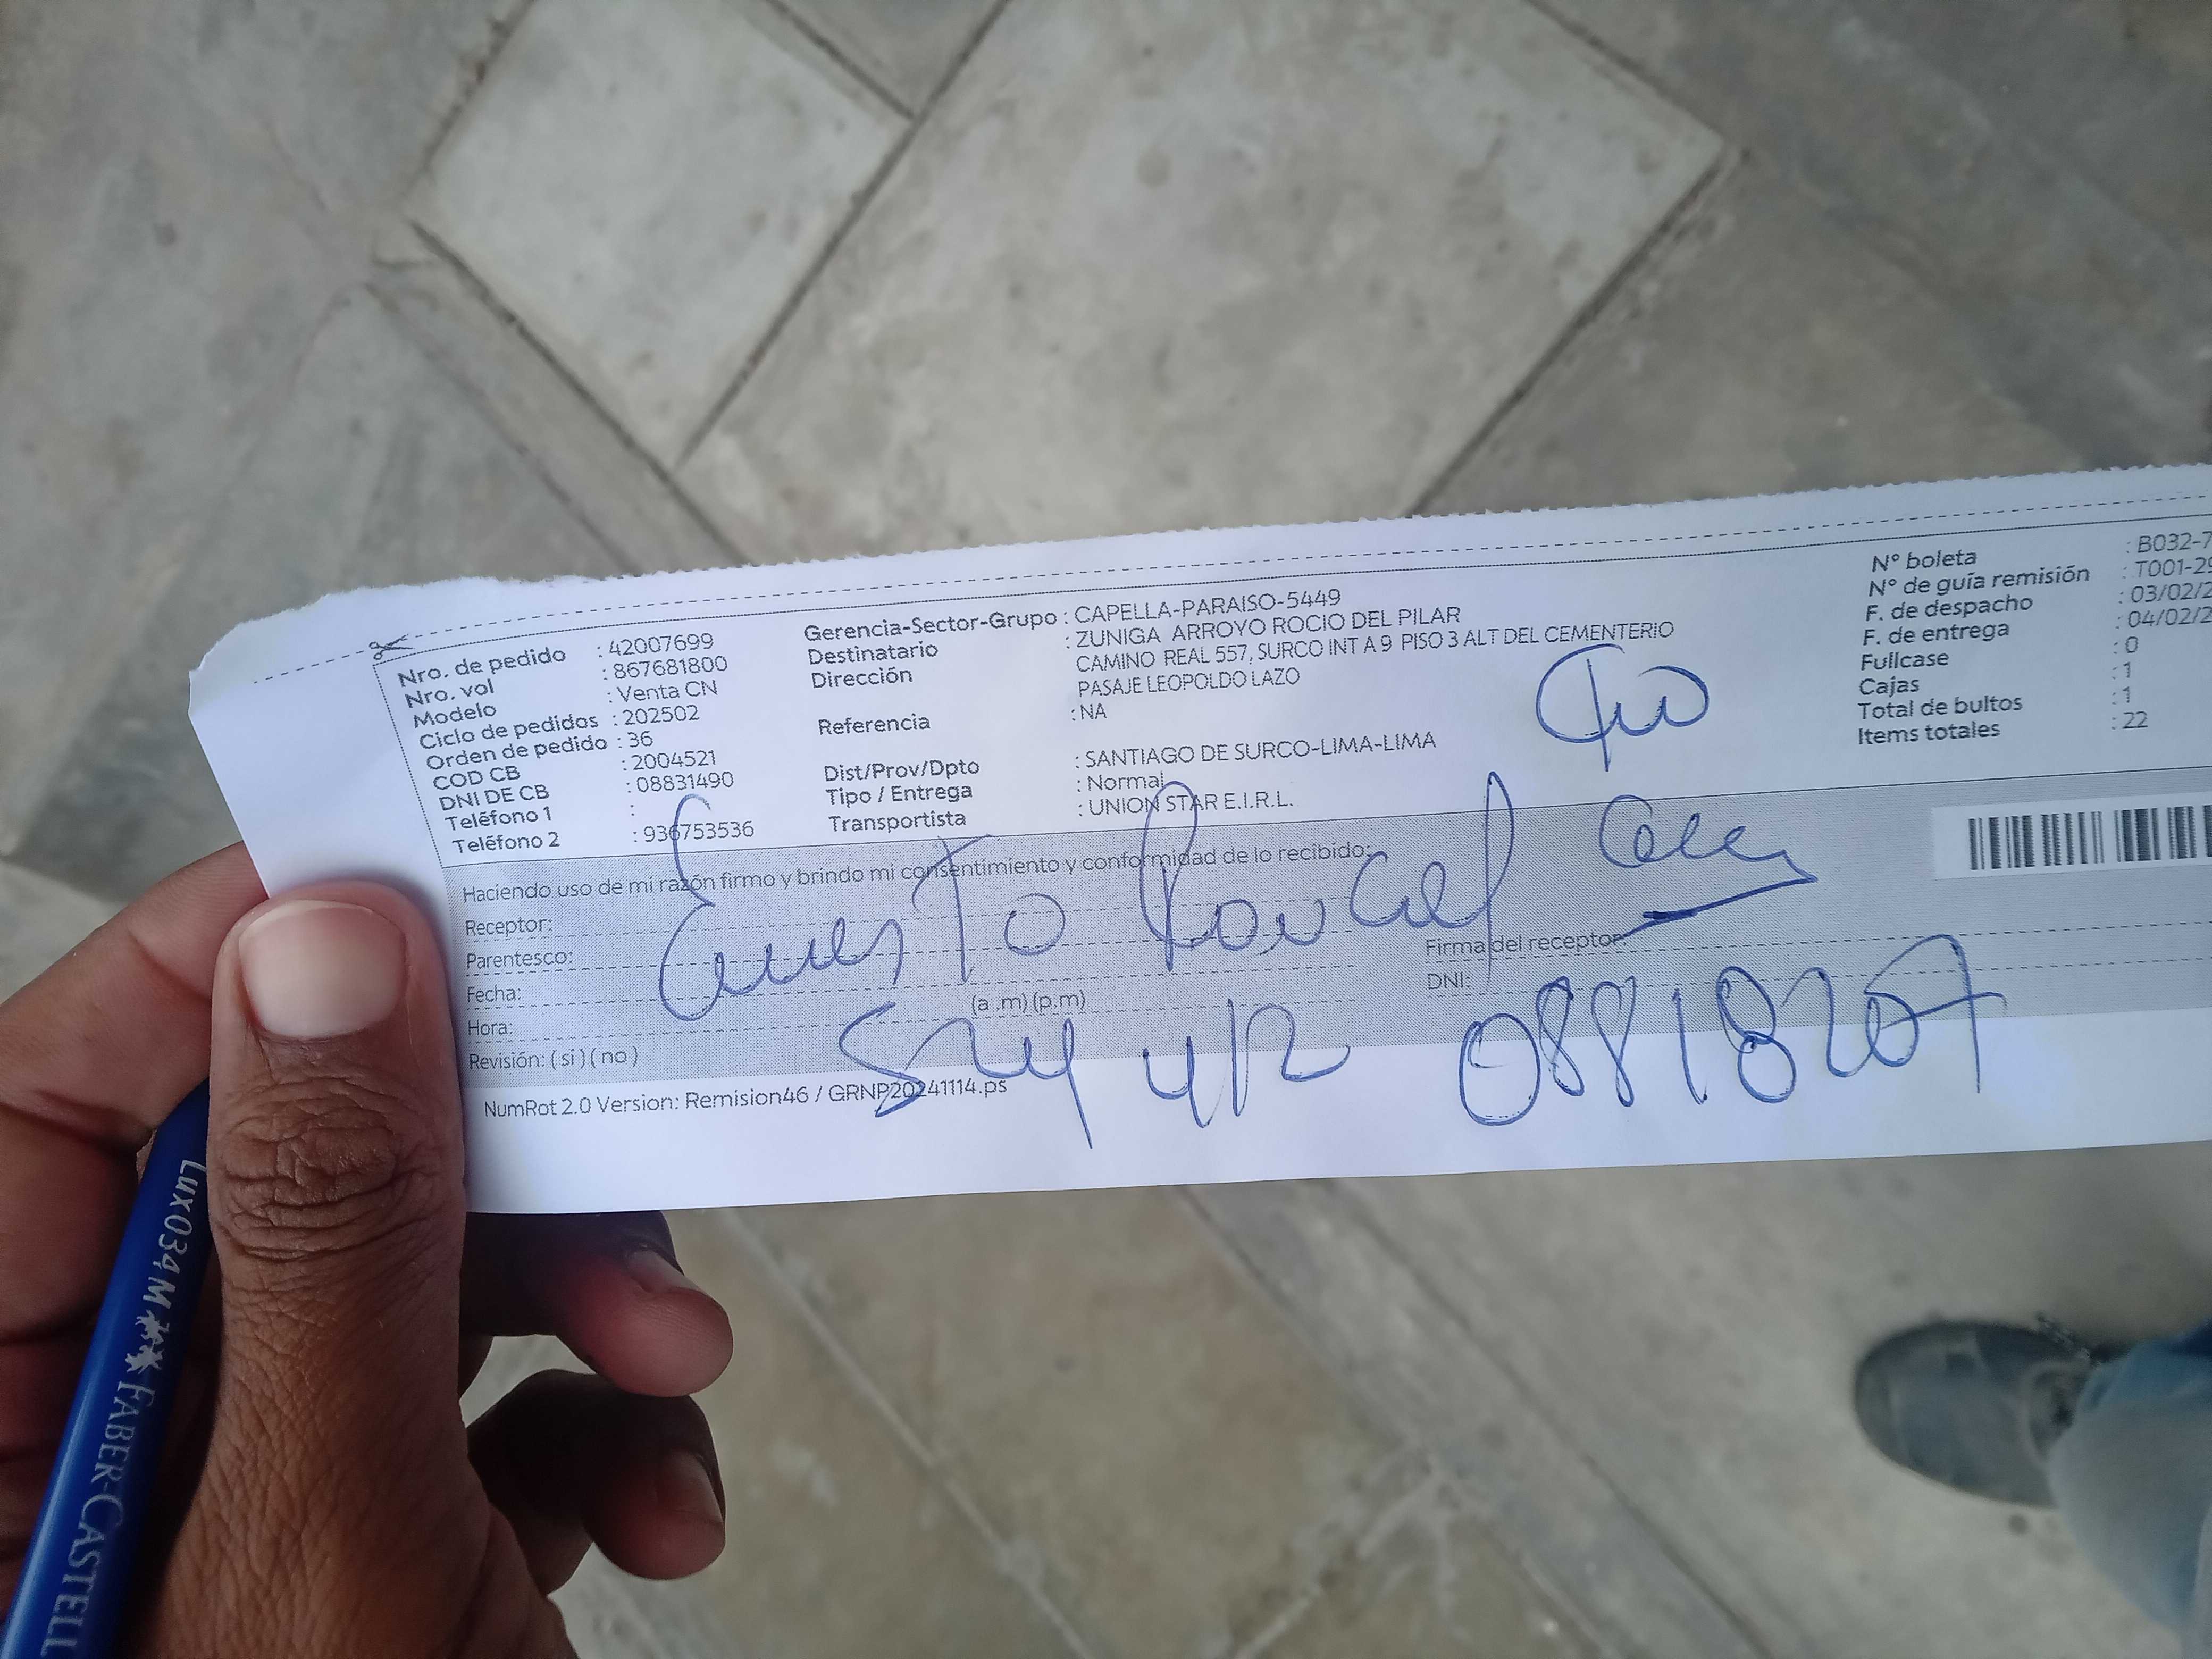 Nro. de pedido : 42007699
Nro. vol : 867681800
Modelo : Venta CN
Ciclo de pedidos : 202502
Orden de pedido : 36
COD CB : 2004521
DNI DE CB : 08831490
Teléfono 1 :
Teléfono 2 : 936753536
Gerencia-Sector-Grupo : CAPELLA-PARAISO-5449
Destinatario : ZUNIGA ARROYO ROCIO DEL PILAR
Dirección CAMINO REAL 557, SURCO INT A 9 PISO 3 ALT DEL CEMENTERIO
PASAJE LEOPOLDO LAZO
Referencia : NA
Dist/Prov/Dpto : SANTIAGO DE SURCO-LIMA-LIMA
Tipo / Entrega : Normal
Transportista : UNION STAR E.I.R.L.
N° boleta : B032-7
N° de guía remisión : T001-29
F. de despacho : 03/02/2
F. de entrega : 04/02/2
Fullcase : 0
Cajas : 1
Total de bultos : 1
Items totales : 22
Haciendo uso de mi razón firmo y brindo mi consentimiento y conformidad de lo recibido:
Receptor:
Parentesco:
Fecha:
Hora: (a .m) (p.m)
Revisión: ( si ) ( no )
Firma del receptor:
DNI: 08818207
Ernesto
NumRot 2.0 Version: Remision46 / GRNP20241114.ps
Lux034M FABER-CASTELL